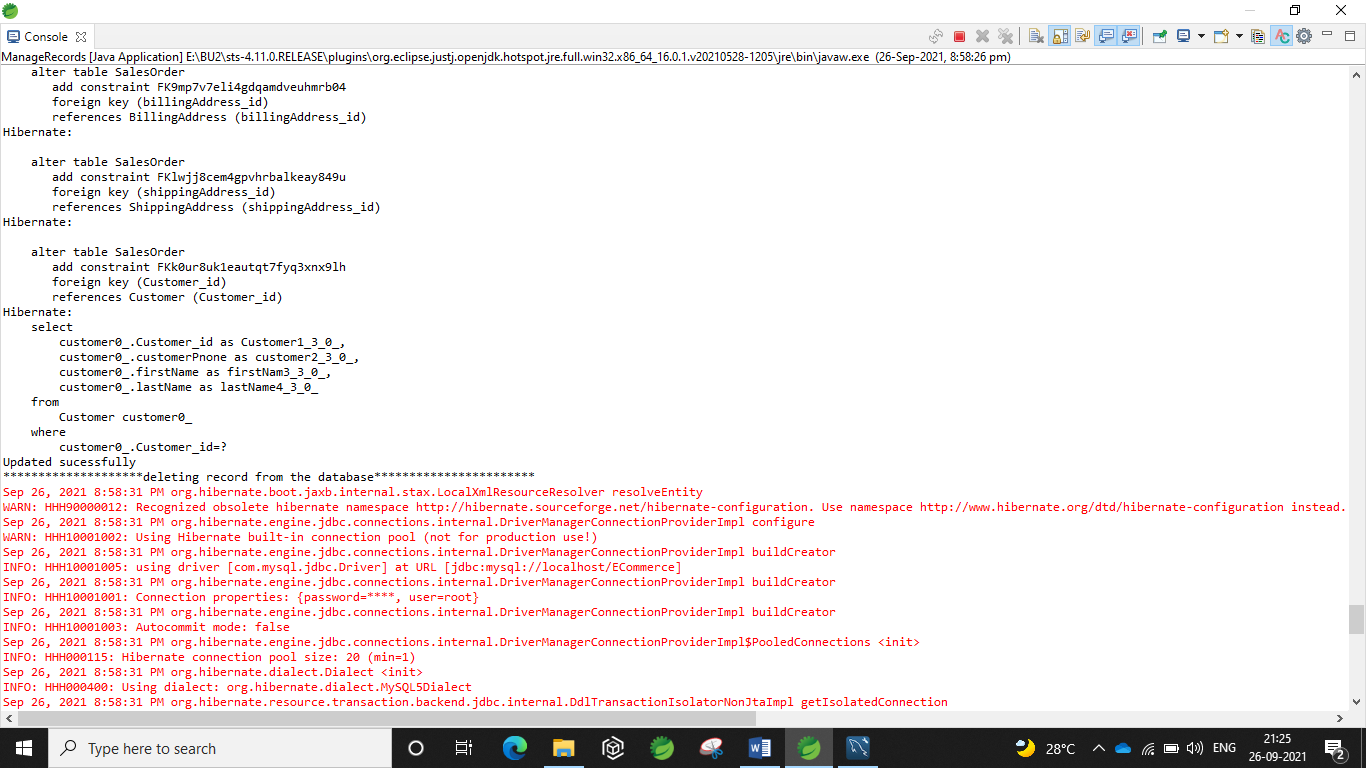 Console
ManageRecords [Java Application] E:\BU2\sts-4.11.0.RELEASE\plugins\org.eclipse.justj.openjdk.hotspot.jre.full.win32.x86_64_16.0.1.v20210528-1205\jre\bin\javaw.exe (26-Sep-2021, 8:58:26 pm)
alter table SalesOrder
add constraint FK9mp7v7eli4gdqamdveuhmrb04
foreign key (billingAddress_id)
references BillingAddress (billingAddress_id)
Hibernate:
alter table SalesOrder
add constraint FKlwjj8cem4gpvhrbalkeay849u
foreign key (shippingAddress_id)
references ShippingAddress (shippingAddress_id)
Hibernate:
alter table SalesOrder
add constraint FKk0ur8uk1eautqt7fyq3xnx9lh
foreign key (Customer_id)
references Customer (Customer_id)
Hibernate:
select
customer0_.Customer_id as Customer1_3_0_,
customer0_.customerPnone as customer2_3_0_,
customer0_.firstName as firstNam3_3_0_,
customer0_.lastName as lastName4_3_0_
from
Customer customer0_
where
customer0_.Customer_id=?
Updated sucessfully
********************deleting record from the database***********************
Sep 26, 2021 8:58:31 PM org.hibernate.boot.jaxb.internal.stax.LocalXmlResourceResolver resolveEntity
WARN: HHH90000012: Recognized obsolete hibernate namespace http://hibernate.sourceforge.net/hibernate-configuration. Use namespace http://www.hibernate.org/dtd/hibernate-configuration instead.
Sep 26, 2021 8:58:31 PM org.hibernate.engine.jdbc.connections.internal.DriverManagerConnectionProviderImpl configure
WARN: HHH10001002: Using Hibernate built-in connection pool (not for production use!)
Sep 26, 2021 8:58:31 PM org.hibernate.engine.jdbc.connections.internal.DriverManagerConnectionProviderImpl buildCreator
INFO: HHH10001005: using driver [com.mysql.jdbc.Driver] at URL [jdbc:mysql://localhost/ECommerce]
Sep 26, 2021 8:58:31 PM org.hibernate.engine.jdbc.connections.internal.DriverManagerConnectionProviderImpl buildCreator
INFO: HHH10001001: Connection properties: {password=****, user=root}
Sep 26, 2021 8:58:31 PM org.hibernate.engine.jdbc.connections.internal.DriverManagerConnectionProviderImpl buildCreator
INFO: HHH10001003: Autocommit mode: false
Sep 26, 2021 8:58:31 PM org.hibernate.engine.jdbc.connections.internal.DriverManagerConnectionProviderImpl$PooledConnections <init>
INFO: HHH000115: Hibernate connection pool size: 20 (min=1)
Sep 26, 2021 8:58:31 PM org.hibernate.dialect.Dialect <init>
INFO: HHH000400: Using dialect: org.hibernate.dialect.MySQL5Dialect
Sep 26, 2021 8:58:31 PM org.hibernate.resource.transaction.backend.jdbc.internal.DdlTransactionIsolatorNonJtaImpl getIsolatedConnection
Type here to search
28°C
ENG
21:25
26-09-2021
2